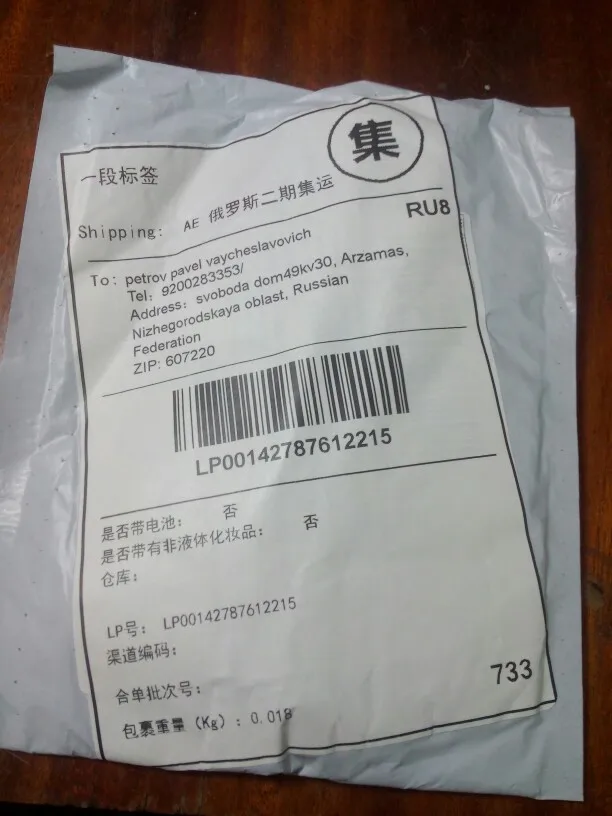 集
一段标签
Shipping: AE 俄罗斯二期集运
RU8
To: petrov pavel vaycheslavovich
Tel: 9200283353/
Address: svoboda dom49kv30, Arzamas,
Nizhegorodskaya oblast, Russian
Federation
ZIP: 607220
LP00142787612215
是否带电池: 否
是否带有非液体化妆品: 否
仓库:
LP号: LP00142787612215
渠道编码:
733
合单批次号:
包裹重量 (Kg) : 0.018